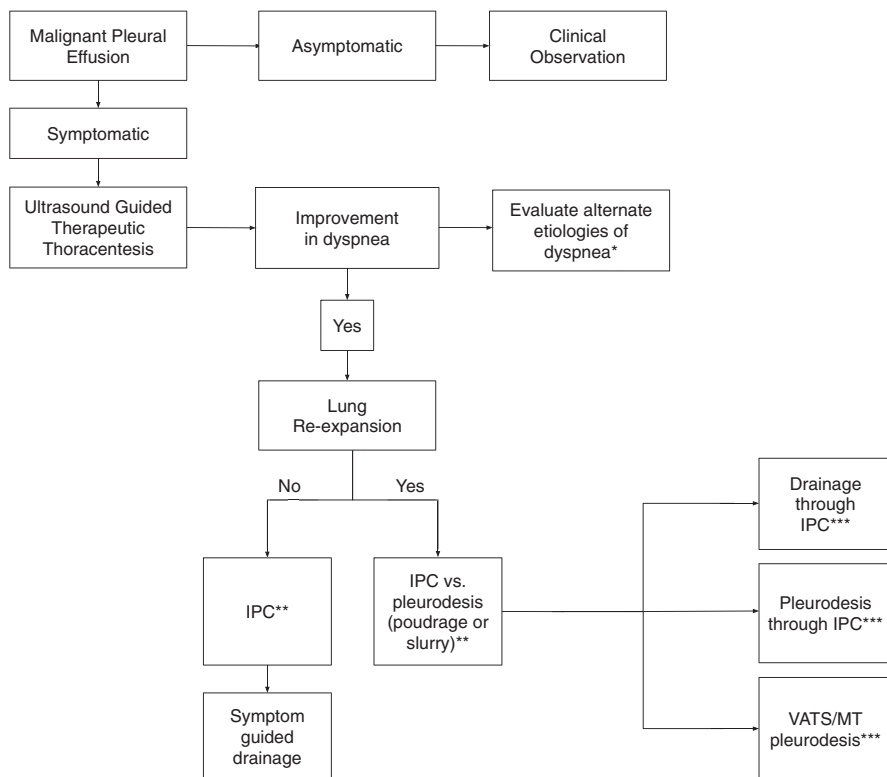 Malignant Pleural
Effusion
Asymptomatic
Clinical
Observation
Symptomatic
Ultrasound Guided
Therapeutic
Thoracentesis
Improvement
in dyspnea
Evaluate alternate
etiologies of
dyspnea*
Yes
Lung
Re-expansion
No
Yes
IPC**
IPC vs.
pleurodesis
(poudrage or
slurry)**
Drainage
through
IPC***
Pleurodesis
through IPC***
VATS/MT
pleurodesis***
Symptom
guided
drainage